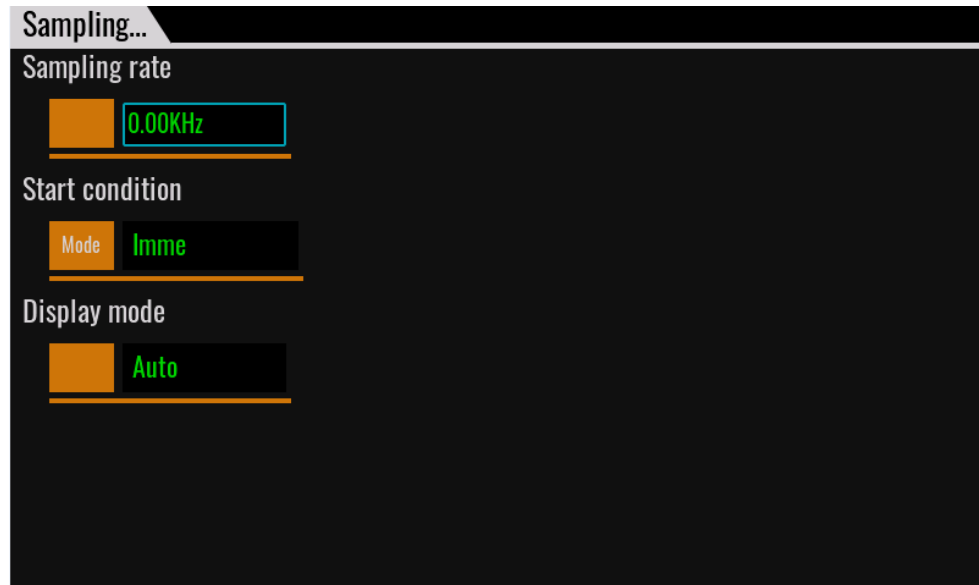 Sampling...
Sampling rate
0.00KHz
Start condition
Mode Imme
Display mode
Auto